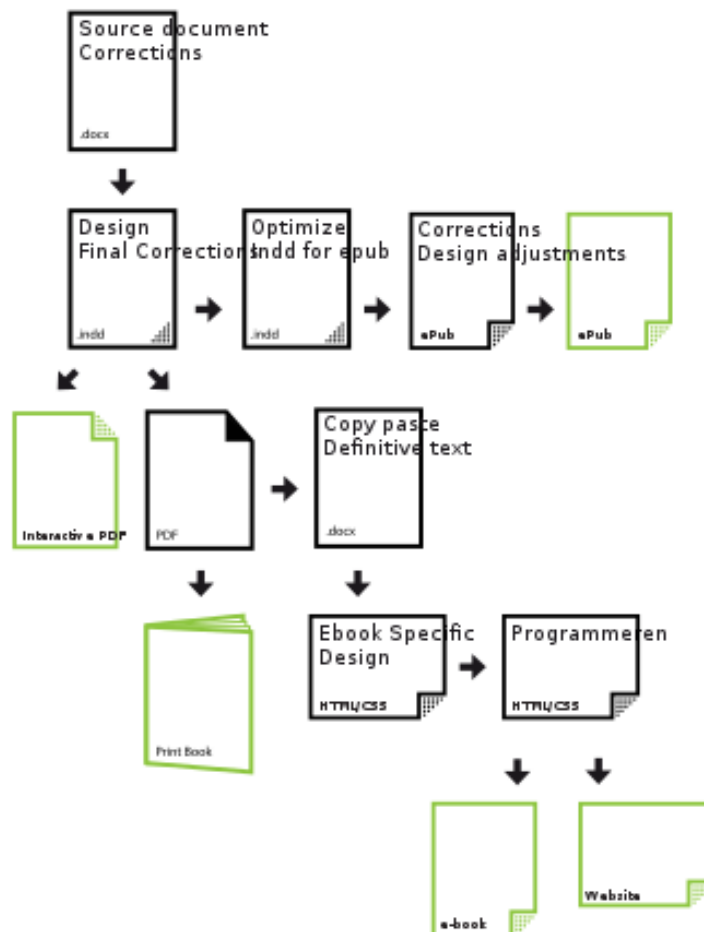 Source document
Corrections
.docx
Design
Final Corrections
.indd
Optimize
Indd for epub
.indd
Corrections
Design adjustments
ePub
ePub
Interactive PDF
PDF
Copy paste
Definitive text
.docx
Print Book
Ebook Specific
Design
HTML/CSS
Programmeren
HTML/CSS
e-book
Website